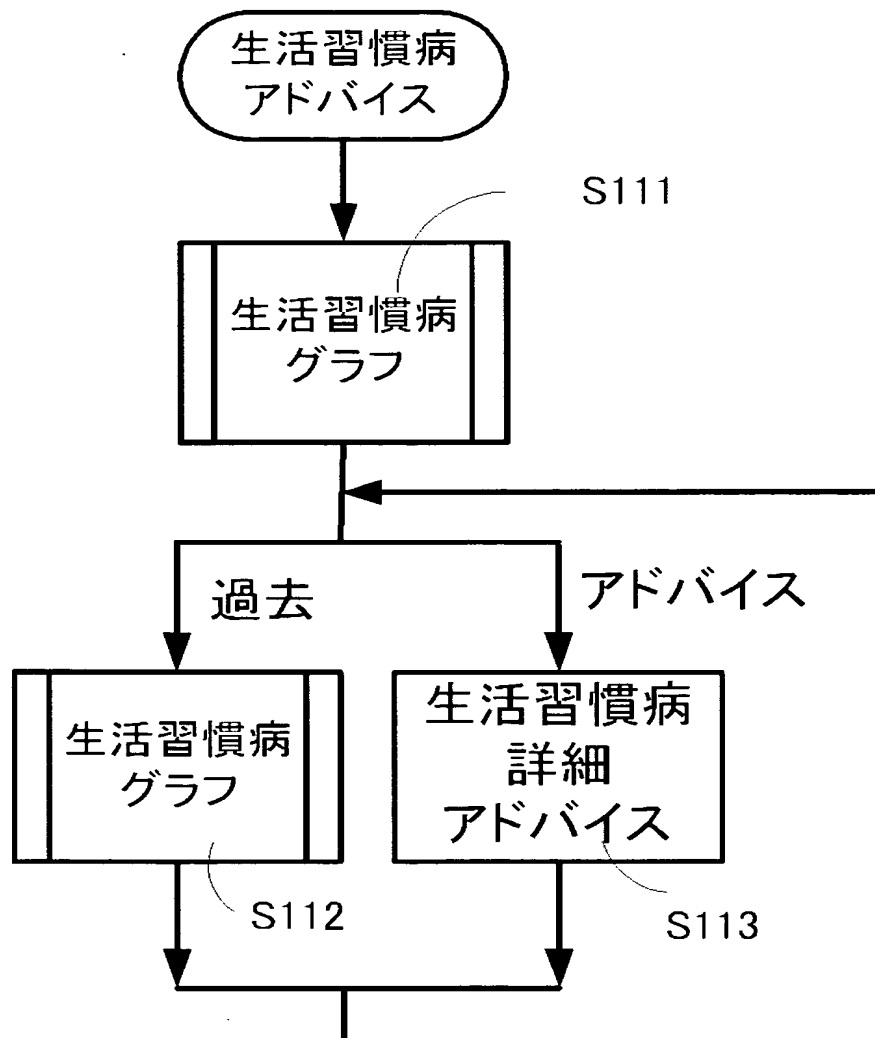 生活習慣病
アドバイス
S111
生活習慣病
グラフ
過去
アドバイス
生活習慣病
グラフ
生活習慣病
詳細
アドバイス
S112
S113